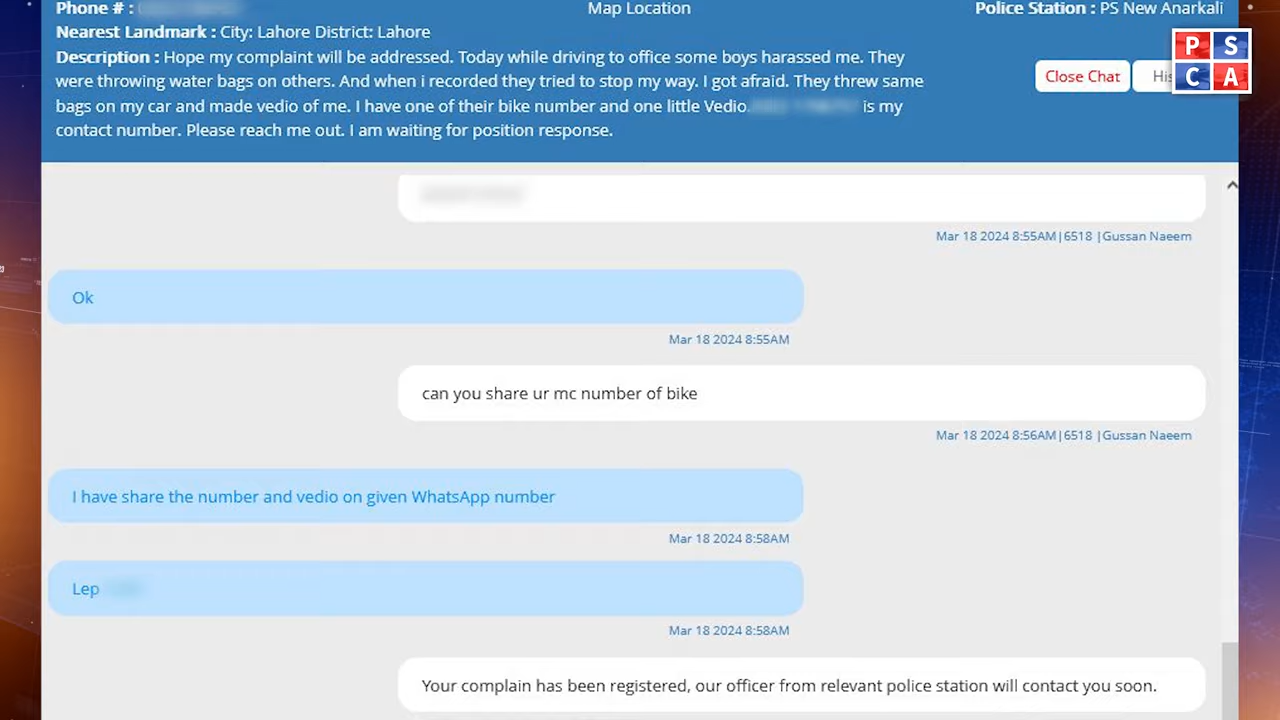 Phone # :
Map Location
Police Station : PS New Anarkali
Nearest Landmark : City: Lahore District: Lahore
Description : Hope my complaint will be addressed. Today while driving to office some boys harassed me. They
were throwing water bags on others. And when i recorded they tried to stop my way. I got afraid. They threw same
bags on my car and made vedio of me. I have one of their bike number and one little Vedio. is my
contact number. Please reach me out. I am waiting for position response.
Close Chat
His
P S
C A
Mar 18 2024 8:55AM|6518 |Gussan Naeem
Ok
Mar 18 2024 8:55AM
can you share ur mc number of bike
Mar 18 2024 8:56AM|6518 |Gussan Naeem
I have share the number and vedio on given WhatsApp number
Mar 18 2024 8:58AM
Lep
Mar 18 2024 8:58AM
Your complain has been registered, our officer from relevant police station will contact you soon.